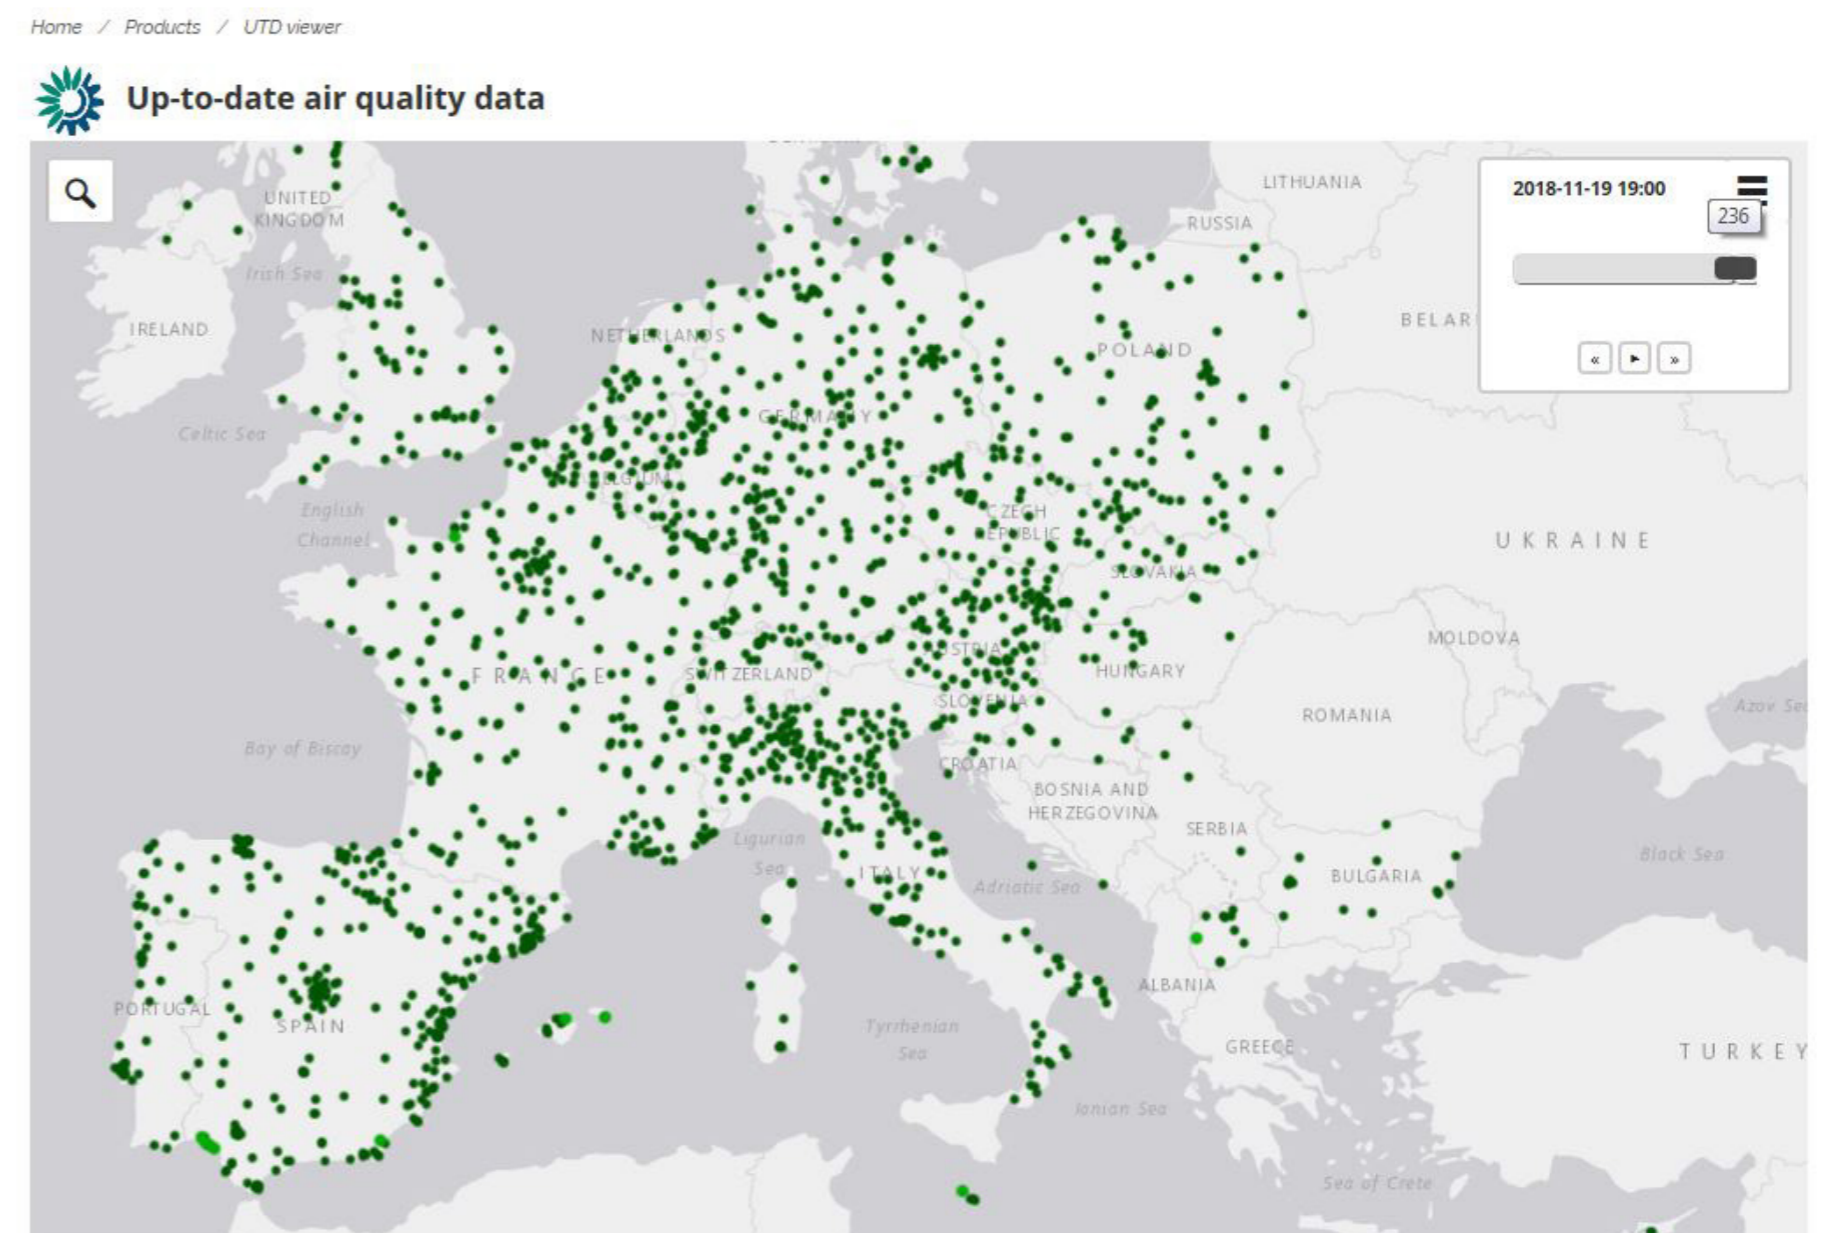 Home / Products / UTD viewer
Up-to-date air quality data
LITHUANIA
2018-11-19 19:00
UNITED
KINGDOM
RUSSIA
236
Irish Sea
IRELAND
NETHERLANDS
BELAR
POLAND
« ► »
GERMANY
Celtic Sea
BELGIUM
English
Channel
CZECH
REPUBLIC
UKRAINE
SLOVAKIA
MOLDOVA
AUSTRIA
FRANCE
SWITZERLAND
HUNGARY
SLOVENIA
ROMANIA
Azov Sea
Bay of Biscay
CROATIA
BOSNIA AND
HERZEGOVINA
SERBIA
Ligurian
Sea
ITALY
Adriatic Sea
BULGARIA
Black Sea
ALBANIA
PORTUGAL
SPAIN
Tyrrhenian
Sea
GREECE
TURKEY
Ionian Sea
Sea of Crete